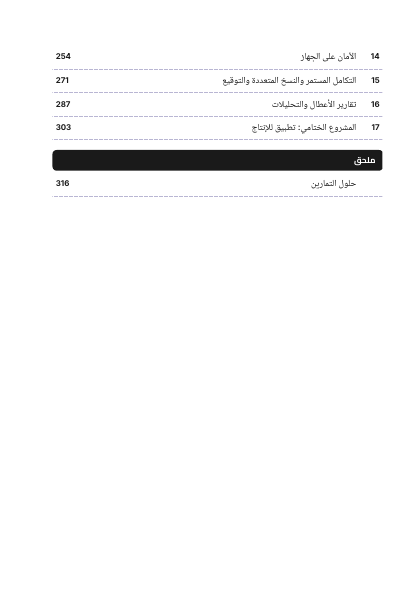 14 الأمان على الجهاز 254
15 التكامل المستمر والنسخ المتعددة والتوقيع 271
16 تقارير الأعطال والتحليلات 287
17 المشروع الختامي: تطبيق للإنتاج 303
ملحق
حلول التمارين 316